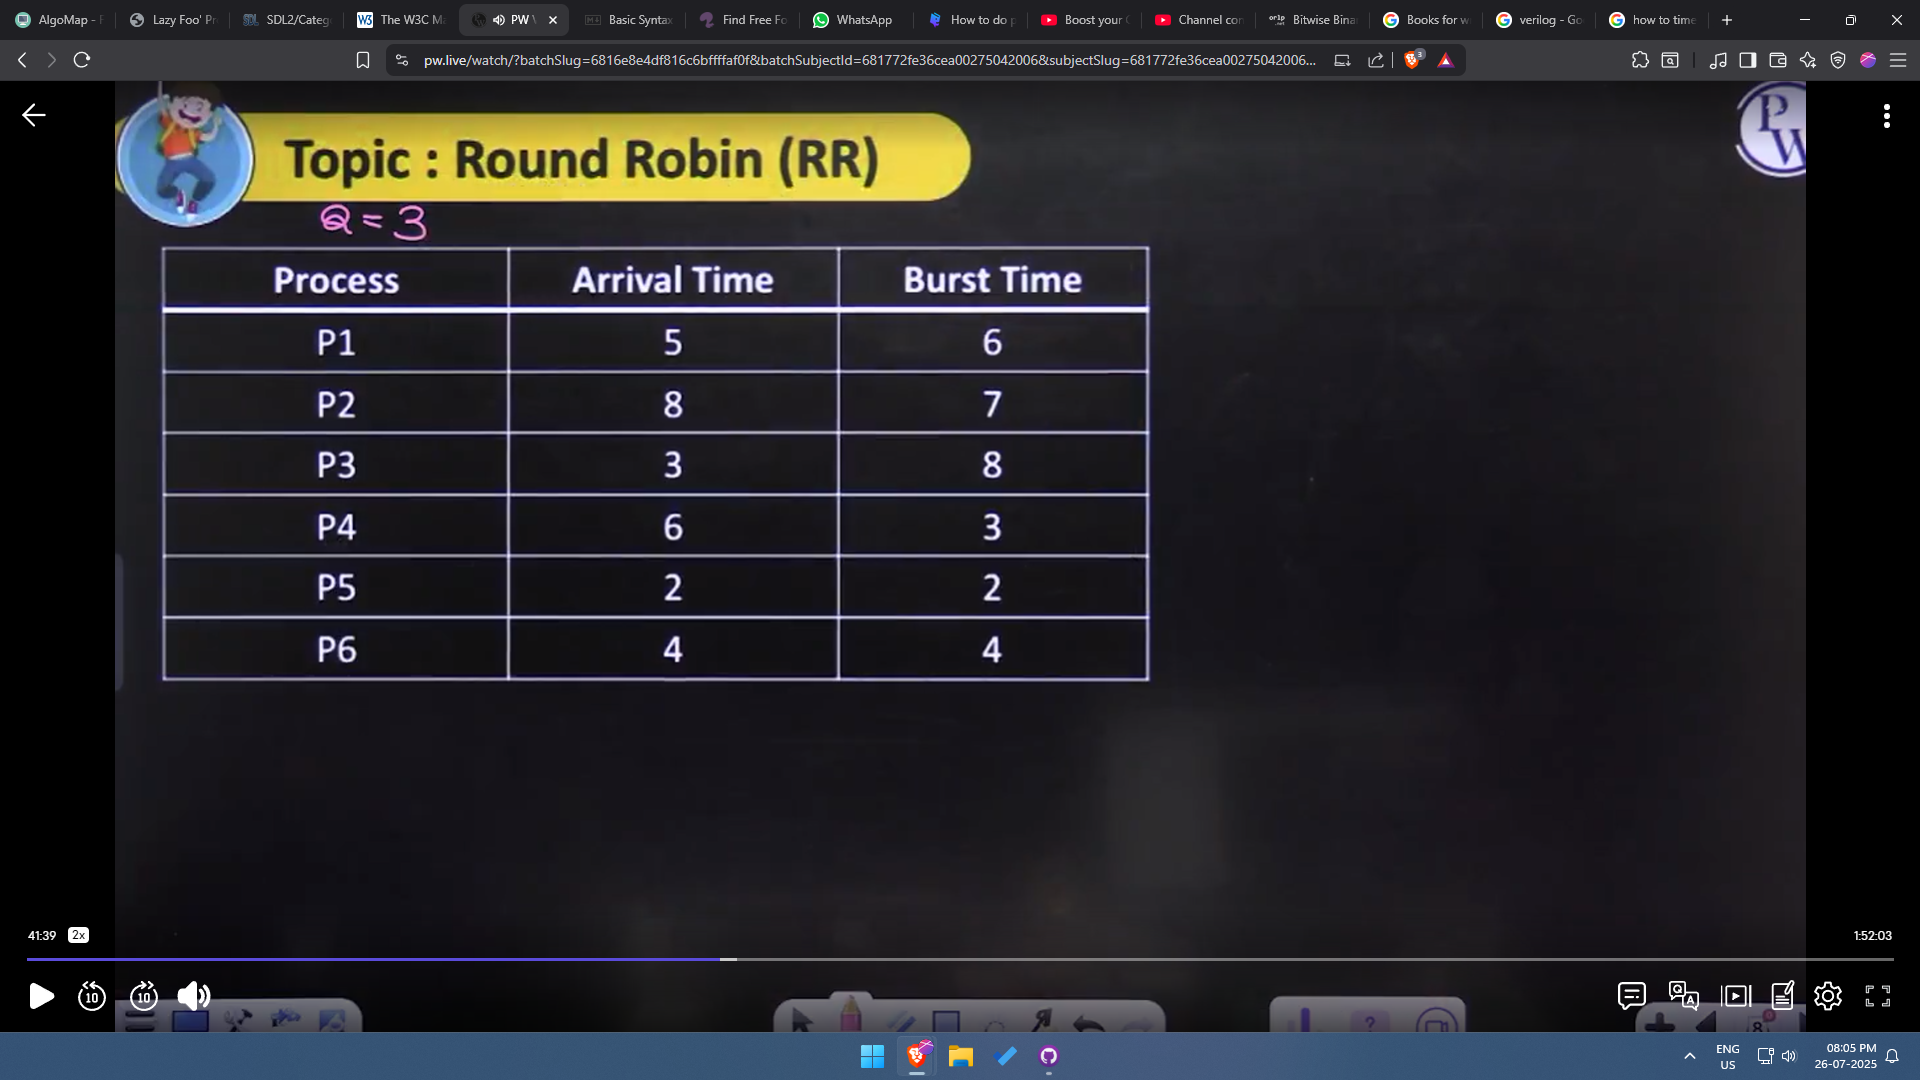 AlgoMap -
Lazy Foo' Pr
SDL2/Categ
W3 The W3C M
PW
Basic Syntax
Find Free Fo
WhatsApp
How to do p
Boost your
Channel con
Bitwise Bina
Books for w
verilog - Go
how to time
pw.live/watch/?batchSlug=6816e8e4df816c6bffffaf0f&batchSubjectId=681772fe36cea00275042006&subjectSlug=681772fe36cea00275042006...
3
Topic : Round Robin (RR)
PW
Q = 3
Process Arrival Time Burst Time
P1 5 6
P2 8 7
P3 3 8
P4 6 3
P5 2 2
P6 4 4
41:39 2x
1:52:03
10 10
Q A
ENG
US
08:05 PM
26-07-2025